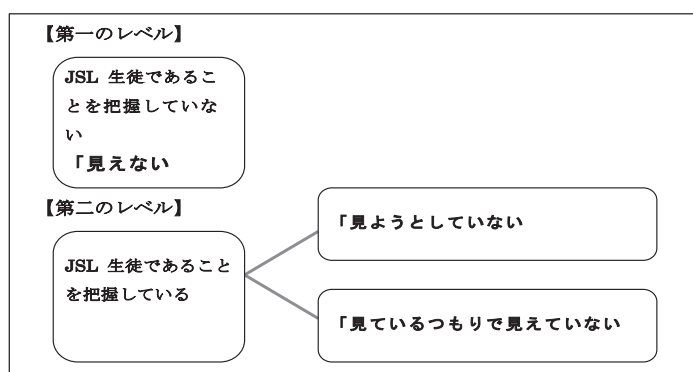 【第一のレベル】
JSL 生徒であるこ
とを把握していな
い
「見えない
【第二のレベル】
JSL 生徒であること
を把握している
「見ようとしていない
「見ているつもりで見えていない